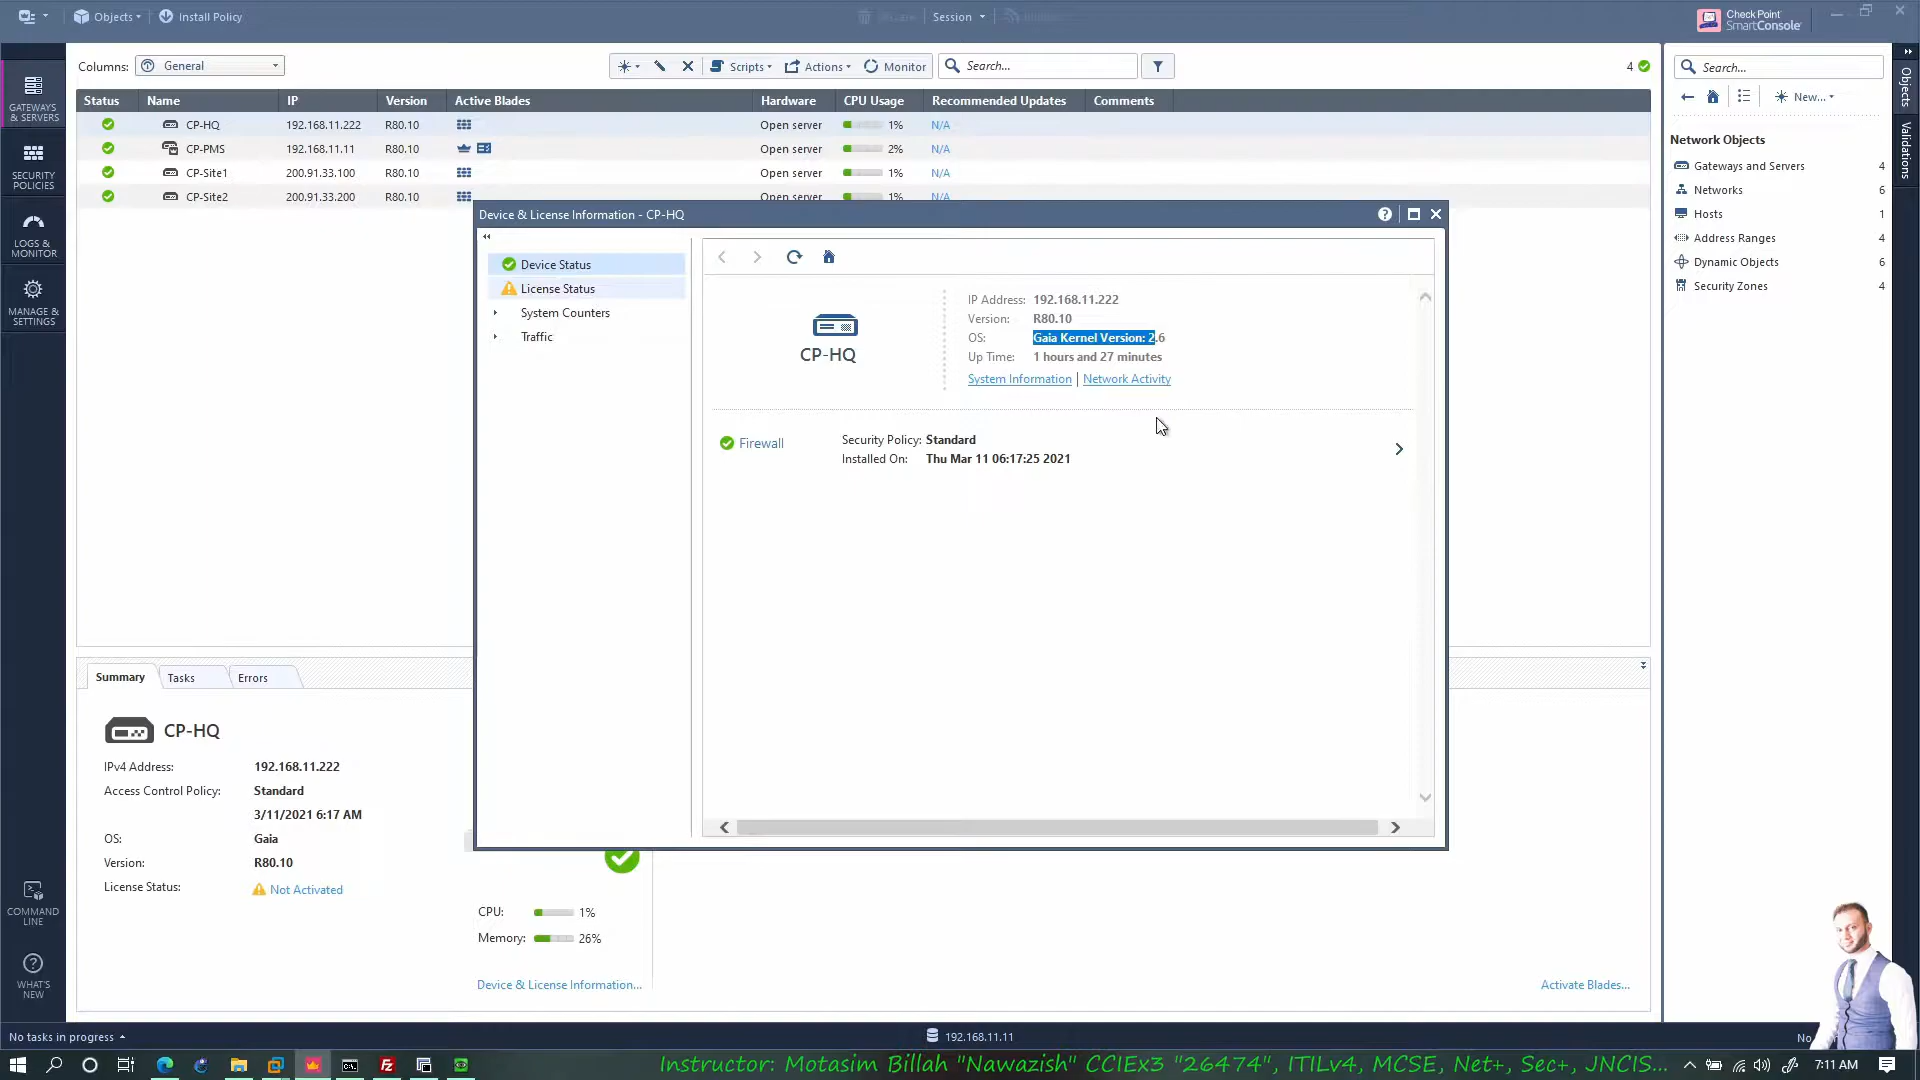 Objects
Install Policy
Session
Check Point
SmartConsole
Columns:
General
Scripts
Actions
Monitor
Search...
4
Search...
New...
Objects
Validations
GATEWAYS
& SERVERS
SECURITY
POLICIES
LOGS &
MONITOR
MANAGE &
SETTINGS
COMMAND
LINE
WHAT'S
NEW
Status Name IP Version Active Blades Hardware CPU Usage Recommended Updates Comments
CP-HQ 192.168.11.222 R80.10 Open server 1% N/A
CP-PMS 192.168.11.11 R80.10 Open server 2% N/A
CP-Site1 200.91.33.100 R80.10 Open server 1% N/A
CP-Site2 200.91.33.200 R80.10 Open server 1% N/A
Network Objects
Gateways and Servers 4
Networks 6
Hosts 1
Address Ranges 4
Dynamic Objects 6
Security Zones 4
Device & License Information - CP-HQ
Device Status
License Status
System Counters
Traffic
CP-HQ
IP Address: 192.168.11.222
Version: R80.10
OS: Gaia Kernel Version: 2.6
Up Time: 1 hours and 27 minutes
System Information | Network Activity
Firewall
Security Policy: Standard
Installed On: Thu Mar 11 06:17:25 2021
Summary
Tasks
Errors
CP-HQ
IPv4 Address: 192.168.11.222
Access Control Policy: Standard
3/11/2021 6:17 AM
OS: Gaia
Version: R80.10
License Status: Not Activated
CPU: 1%
Memory: 26%
Device & License Information...
Activate Blades...
No tasks in progress
192.168.11.11
No
Instructor: Motasim Billah "Nawazish" CCIEx3 "26474", ITILv4, MCSE, Net+, Sec+, JNCIS...
7:11 AM